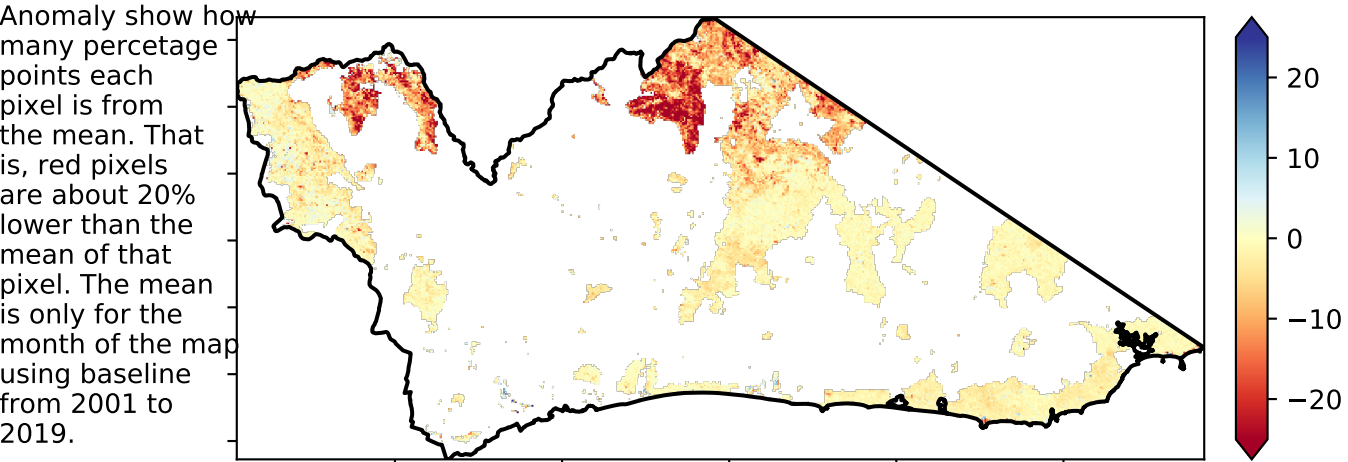 Anomaly show how
many percetage
points each
pixel is from
the mean. That
is, red pixels
are about 20%
lower than the
mean of that
pixel. The mean
is only for the
month of the map
using baseline
from 2001 to
2019.
20
10
0
−10
−20